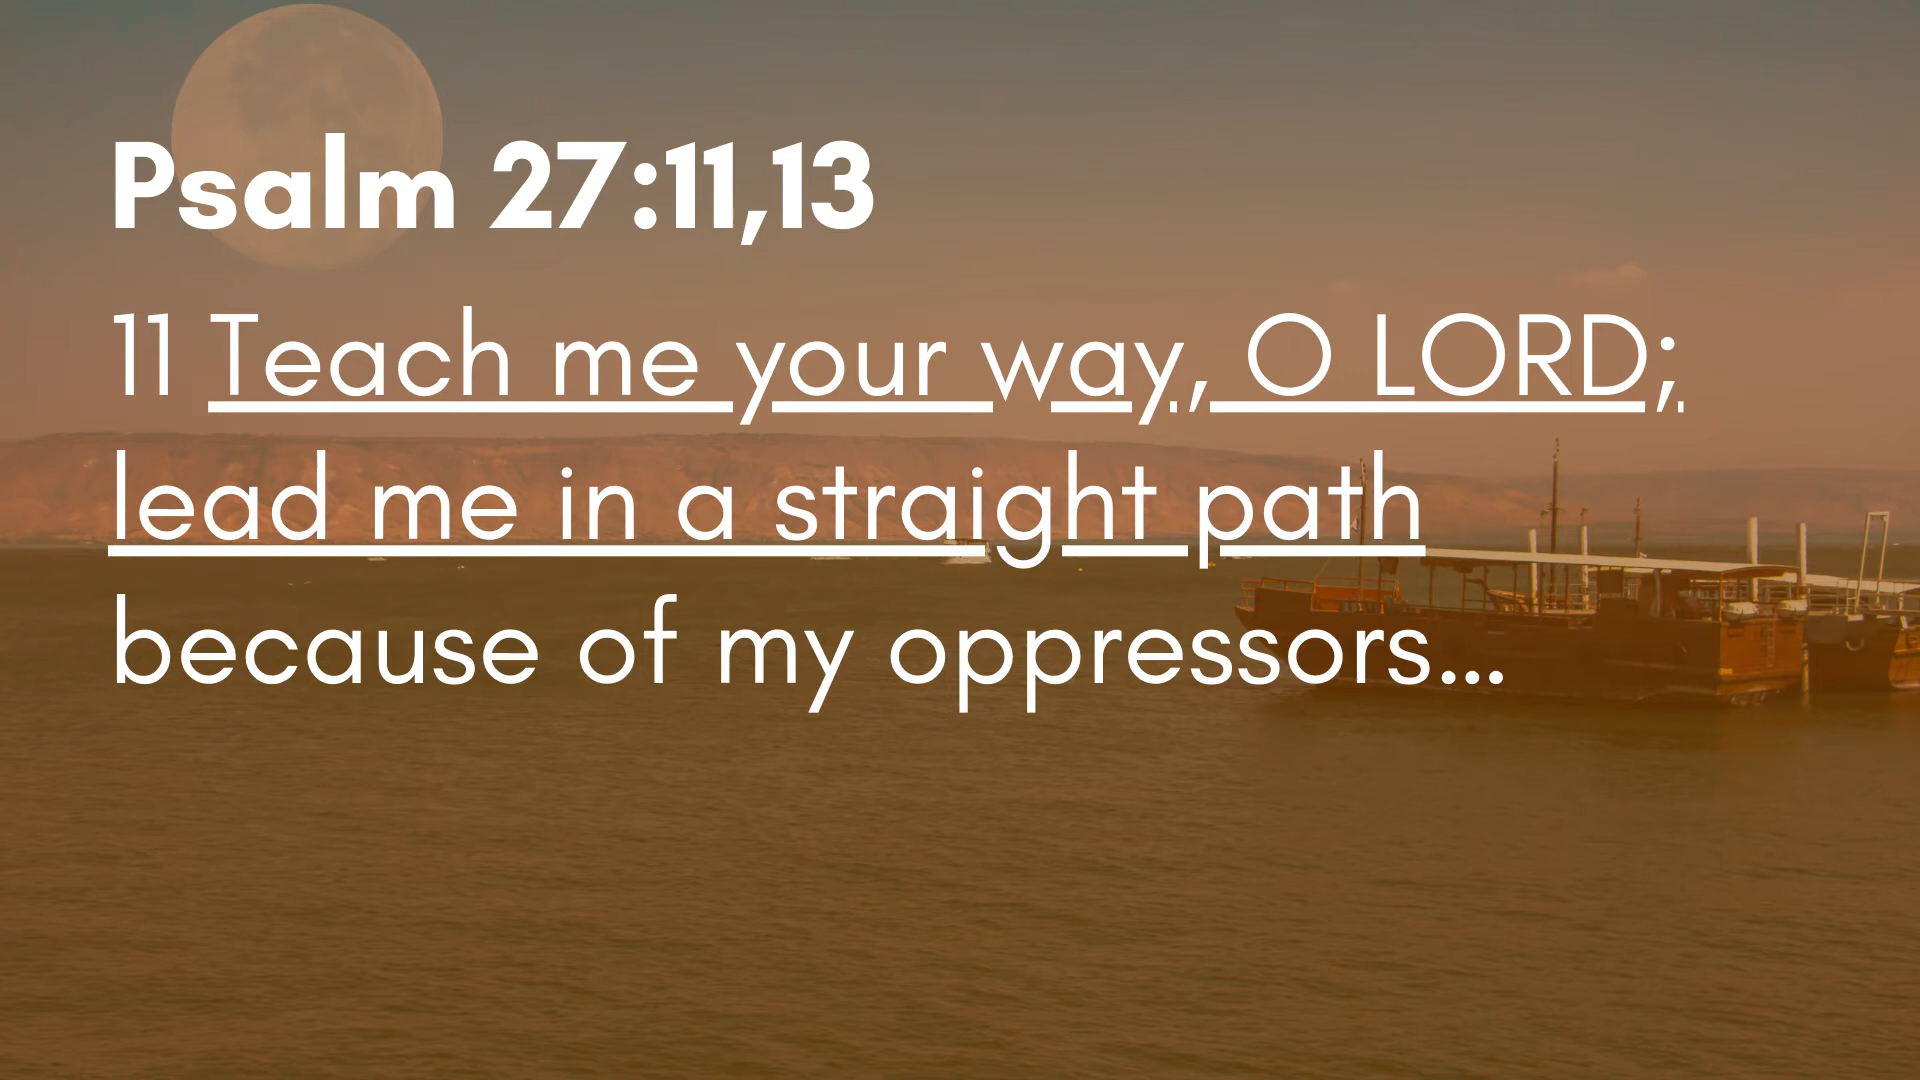 Psalm 27:11,13
11 Teach me your way, O LORD;
lead me in a straight path
because of my oppressors...